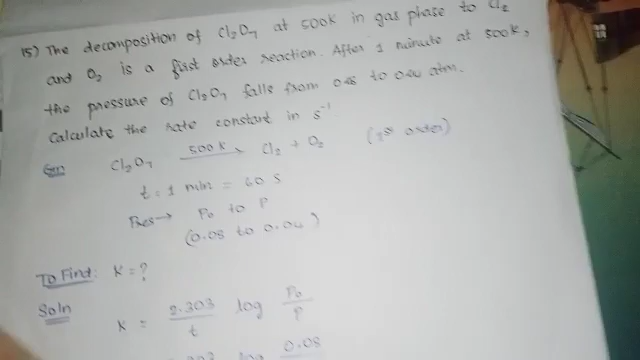 15) The decomposition of Cl₂O₇ at 500K in gas phase to Cl₂
and O₂ is a first order reaction. After 1 minute at 500K,
the pressure of Cl₂O₇ falls from to atm.
Calculate the rate constant in s⁻¹
Cl₂O₇ 500K → Cl₂ + O₂ (1st order)
t = 1 min = 60 s
Pres → P₀ to P
(0.08 to 0.04)
To Find: K = ?
Soln
K = 2.303/t log P₀/P
0.08